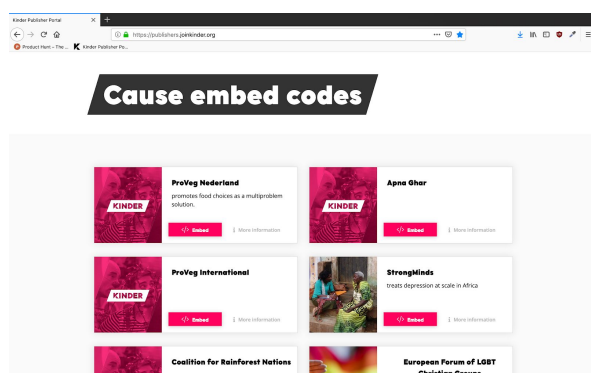 Kinder Publisher Portal
https://publishers.joinkinder.org
Product Hunt – The ...
Kinder Publisher Po...
Cause embed codes
KINDER
ProVeg Nederland
promotes food choices as a multiproblem
solution.
</> Embed
More information
KINDER
Apna Ghar
</> Embed
More information
KINDER
ProVeg International
</> Embed
More information
StrongMinds
treats depression at scale in Africa
</> Embed
More information
Coalition for Rainforest Nations
European Forum of LGBT
Christian Groups